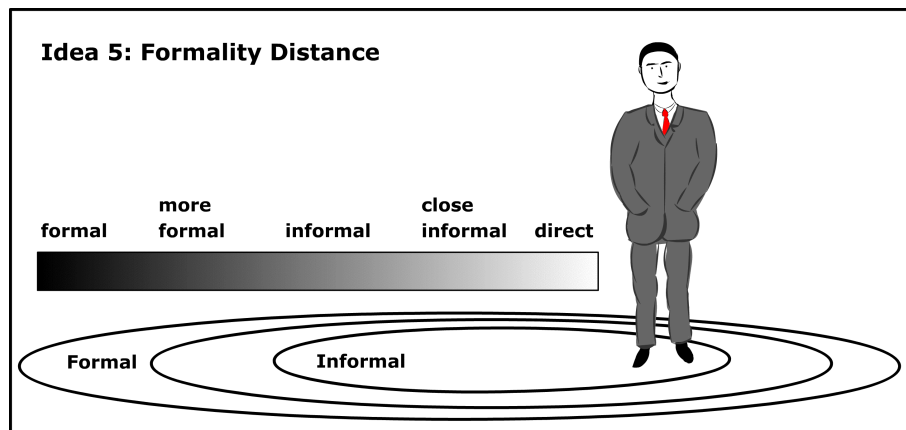 Idea 5: Formality Distance
more close
formal formal informal informal direct
Formal Informal